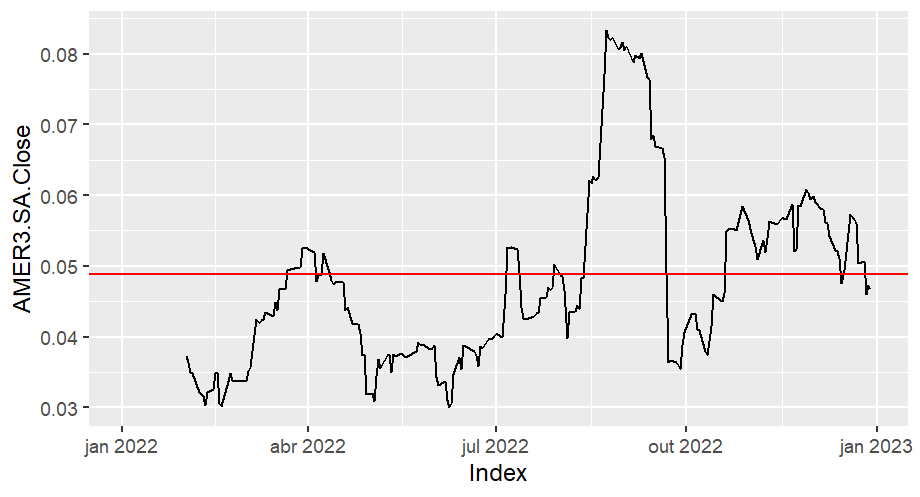 AMER3.SA.Close
0.08
0.07
0.06
0.05
0.04
0.03
jan 2022
abr 2022
jul 2022
out 2022
jan 2023
Index